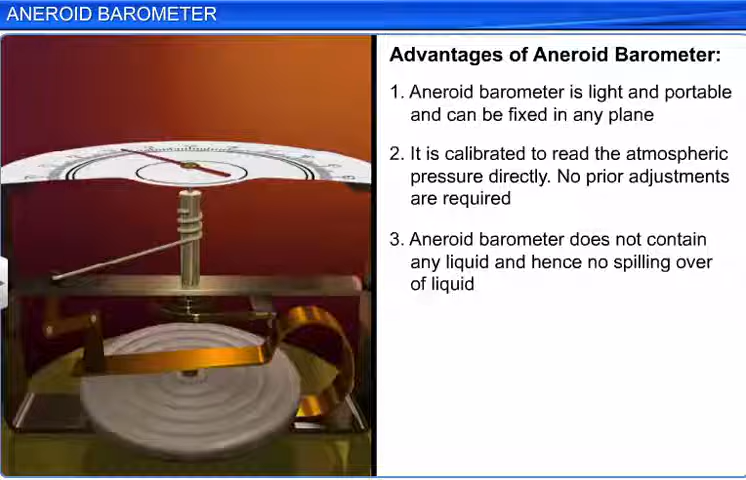 ANEROID BAROMETER
Advantages of Aneroid Barometer:
1. Aneroid barometer is light and portable
and can be fixed in any plane
2. It is calibrated to read the atmospheric
pressure directly. No prior adjustments
are required
3. Aneroid barometer does not contain
any liquid and hence no spilling over
of liquid